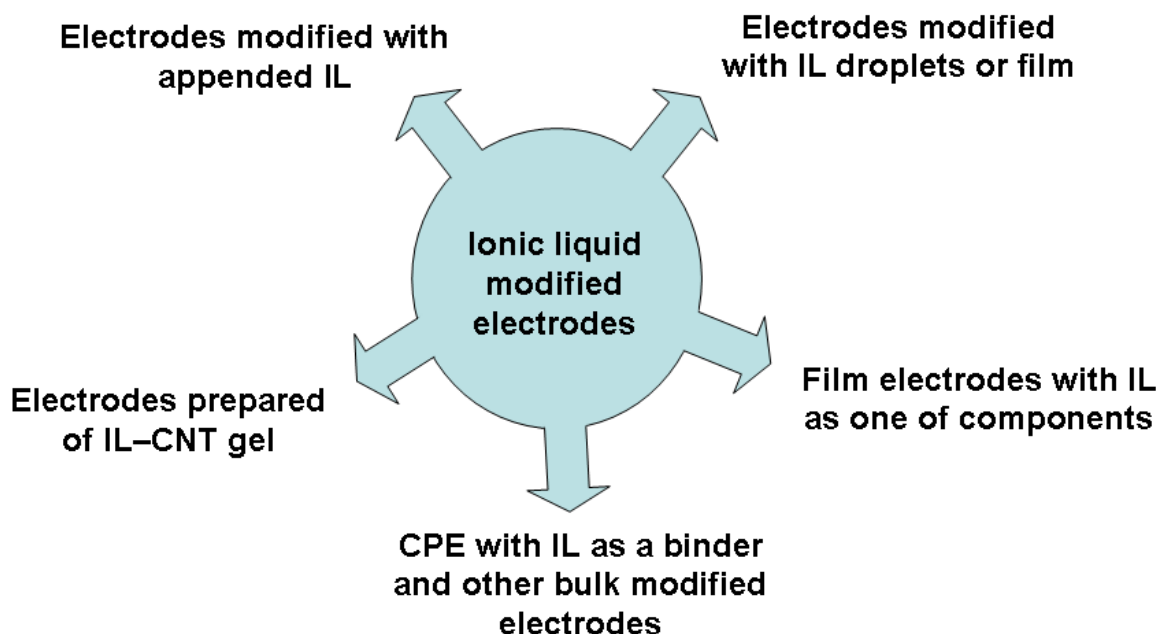 Electrodes modified with
appended IL
Electrodes modified
with IL droplets or film
Ionic liquid
modified
electrodes
Electrodes prepared
of IL–CNT gel
Film electrodes with IL
as one of components
CPE with IL as a binder
and other bulk modified
electrodes